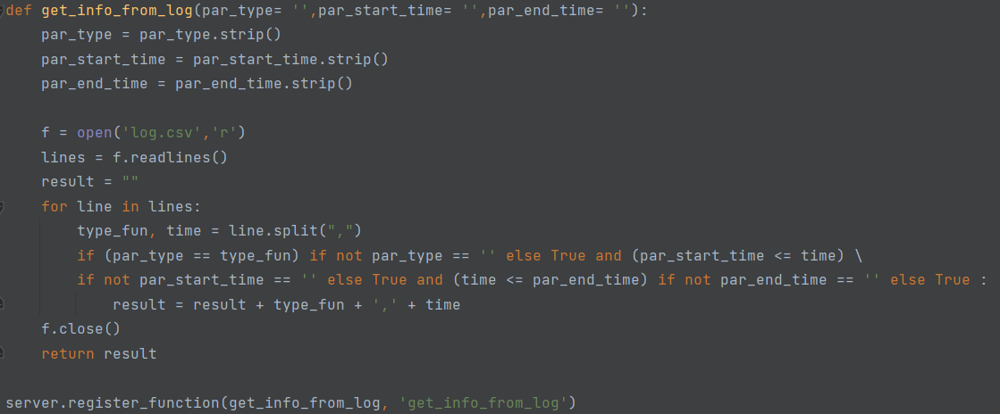 def get_info_from_log(par_type= '',par_start_time= '',par_end_time= ''):
    par_type = par_type.strip()
    par_start_time = par_start_time.strip()
    par_end_time = par_end_time.strip()

    f = open('log.csv','r')
    lines = f.readlines()
    result = ""
    for line in lines:
        type_fun, time = line.split(",")
        if (par_type == type_fun) if not par_type == '' else True and (par_start_time <= time) \
        if not par_start_time == '' else True and (time <= par_end_time) if not par_end_time == '' else True :
            result = result + type_fun + ',' + time
    f.close()
    return result

server.register_function(get_info_from_log, 'get_info_from_log')